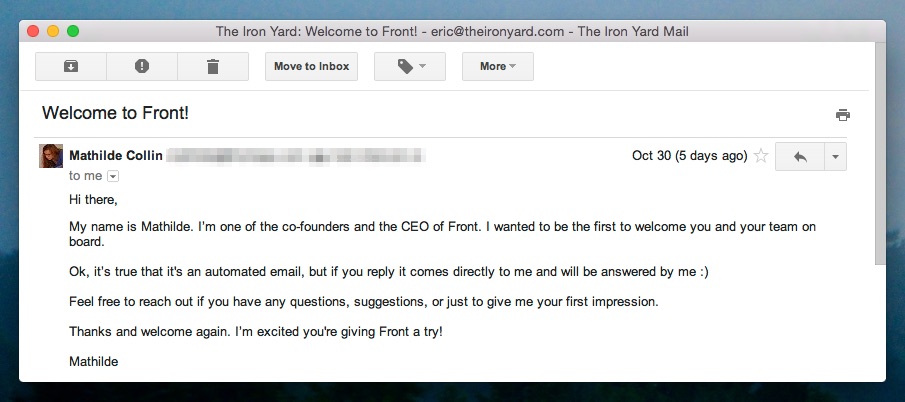 The Iron Yard: Welcome to Front! - eric@theironyard.com - The Iron Yard Mail
Move to Inbox
More
Welcome to Front!
Mathilde Collin
Oct 30 (5 days ago)
to me
Hi there,
My name is Mathilde. I'm one of the co-founders and the CEO of Front. I wanted to be the first to welcome you and your team on
board.
Ok, it's true that it's an automated email, but if you reply it comes directly to me and will be answered by me :)
Feel free to reach out if you have any questions, suggestions, or just to give me your first impression.
Thanks and welcome again. I'm excited you're giving Front a try!
Mathilde